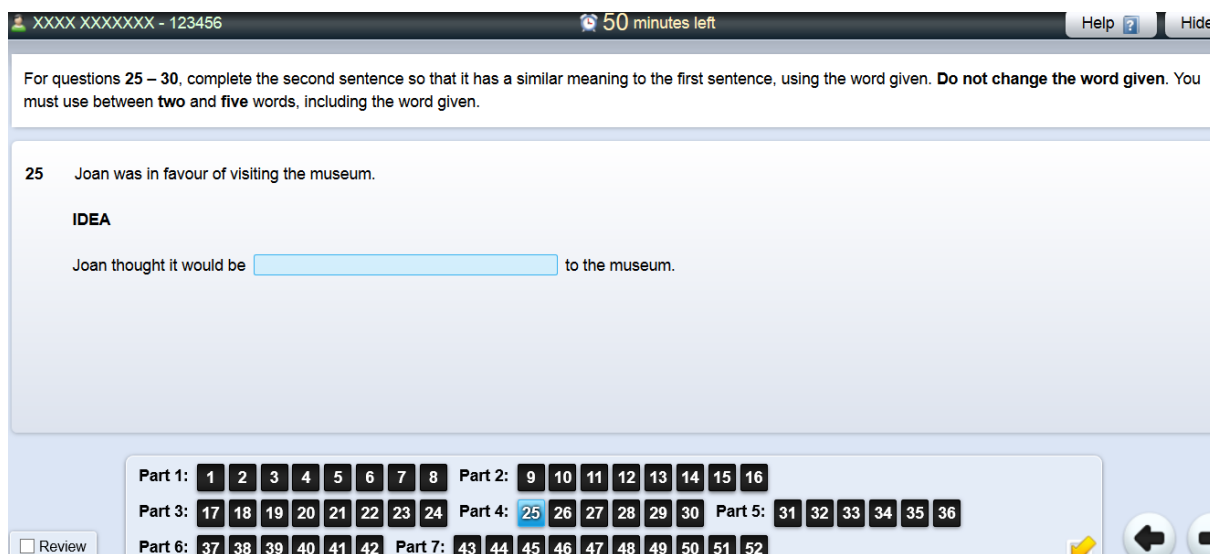 XXXX XXXXXXX - 123456 50 minutes left Help ? Hide
For questions 25 – 30, complete the second sentence so that it has a similar meaning to the first sentence, using the word given. Do not change the word given. You
must use between two and five words, including the word given.
25 Joan was in favour of visiting the museum.
IDEA
Joan thought it would be to the museum.
Part 1: 1 2 3 4 5 6 7 8 Part 2: 9 10 11 12 13 14 15 16
Part 3: 17 18 19 20 21 22 23 24 Part 4: 25 26 27 28 29 30 Part 5: 31 32 33 34 35 36
Review Part 6: 37 38 39 40 41 42 Part 7: 43 44 45 46 47 48 49 50 51 52